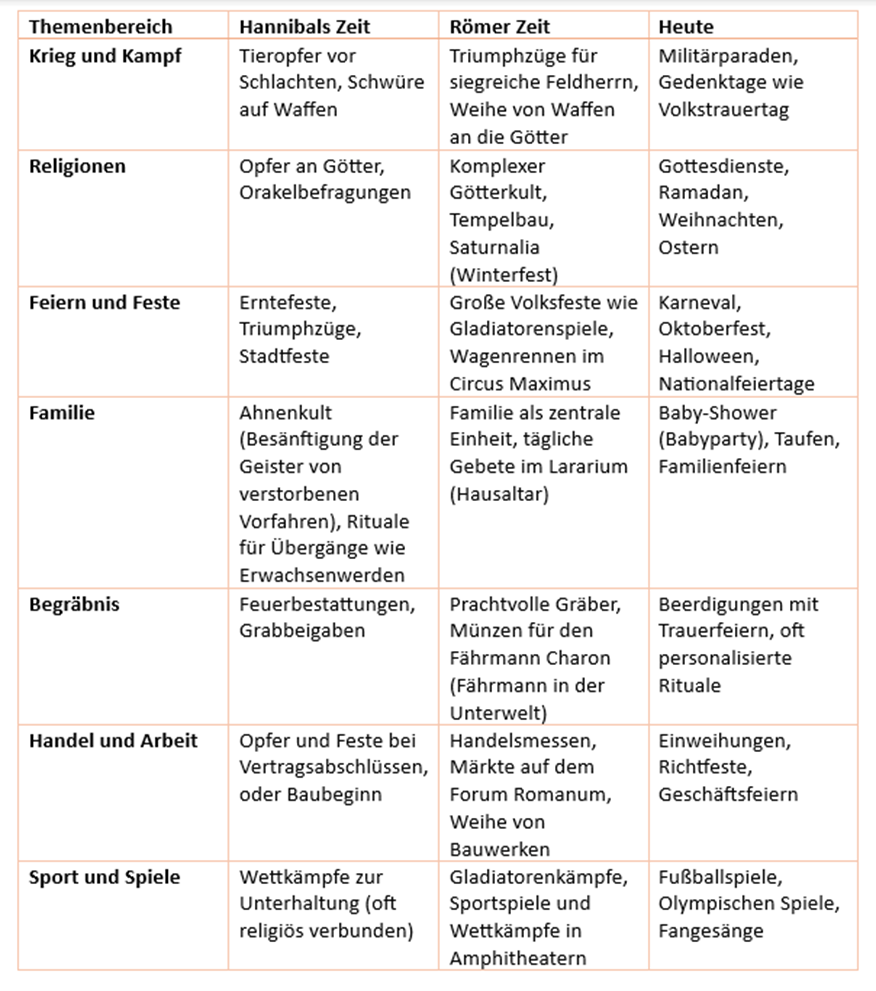 Themenbereich Hannibals Zeit Römer Zeit Heute
Krieg und Kampf
Tieropfer vor
Schlachten, Schwüre
auf Waffen
Triumphzüge für
siegreiche Feldherrn,
Weihe von Waffen
an die Götter
Militärparaden,
Gedenktage wie
Volkstrauertag
Religionen
Opfer an Götter,
Orakelbefragungen
Komplexer
Götterkult,
Tempelbau,
Saturnalia
(Winterfest)
Gottesdienste,
Ramadan,
Weihnachten,
Ostern
Feiern und Feste
Erntefeste,
Triumphzüge,
Stadtfeste
Große Volksfeste wie
Gladiatorenspiele,
Wagenrennen im
Circus Maximus
Karneval,
Oktoberfest,
Halloween,
Nationalfeiertage
Familie
Ahnenkult
(Besänftigung der
Geister von
verstorbenen
Vorfahren), Rituale
für Übergänge wie
Erwachsenwerden
Familie als zentrale
Einheit, tägliche
Gebete im Lararium
(Hausaltar)
Baby-Shower
(Babyparty), Taufen,
Familienfeiern
Begräbnis
Feuerbestattungen,
Grabbeigaben
Prachtvolle Gräber,
Münzen für den
Fährmann Charon
(Fährmann in der
Unterwelt)
Beerdigungen mit
Trauerfeiern, oft
personalisierte
Rituale
Handel und Arbeit
Opfer und Feste bei
Vertragsabschlüssen,
oder Baubeginn
Handelsmessen,
Märkte auf dem
Forum Romanum,
Weihe von
Bauwerken
Einweihungen,
Richtfeste,
Geschäftsfeiern
Sport und Spiele
Wettkämpfe zur
Unterhaltung (oft
religiös verbunden)
Gladiatorenkämpfe,
Sportspiele und
Wettkämpfe in
Amphitheatern
Fußballspiele,
Olympischen Spiele,
Fangesänge